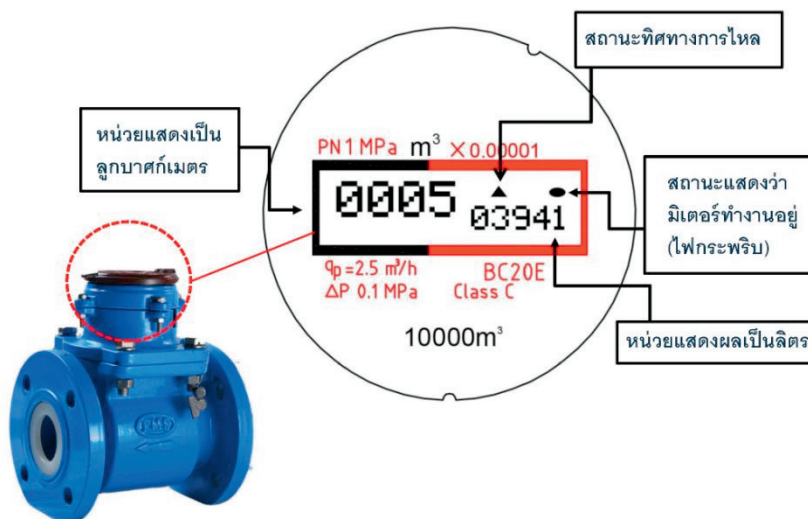 สถานะทิศทางการไหล
หน่วยแสดงเป็น
ลูกบาศก์เมตร
PN1 MPa m³ ×0.00001
0005 03941
สถานะแสดงว่า
มิเตอร์ทำงานอยู่
(ไฟกระพริบ)
qp=2.5 m³/h BC20E
ΔP 0.1 MPa Class C
10000m³
หน่วยแสดงผลเป็นลิตร